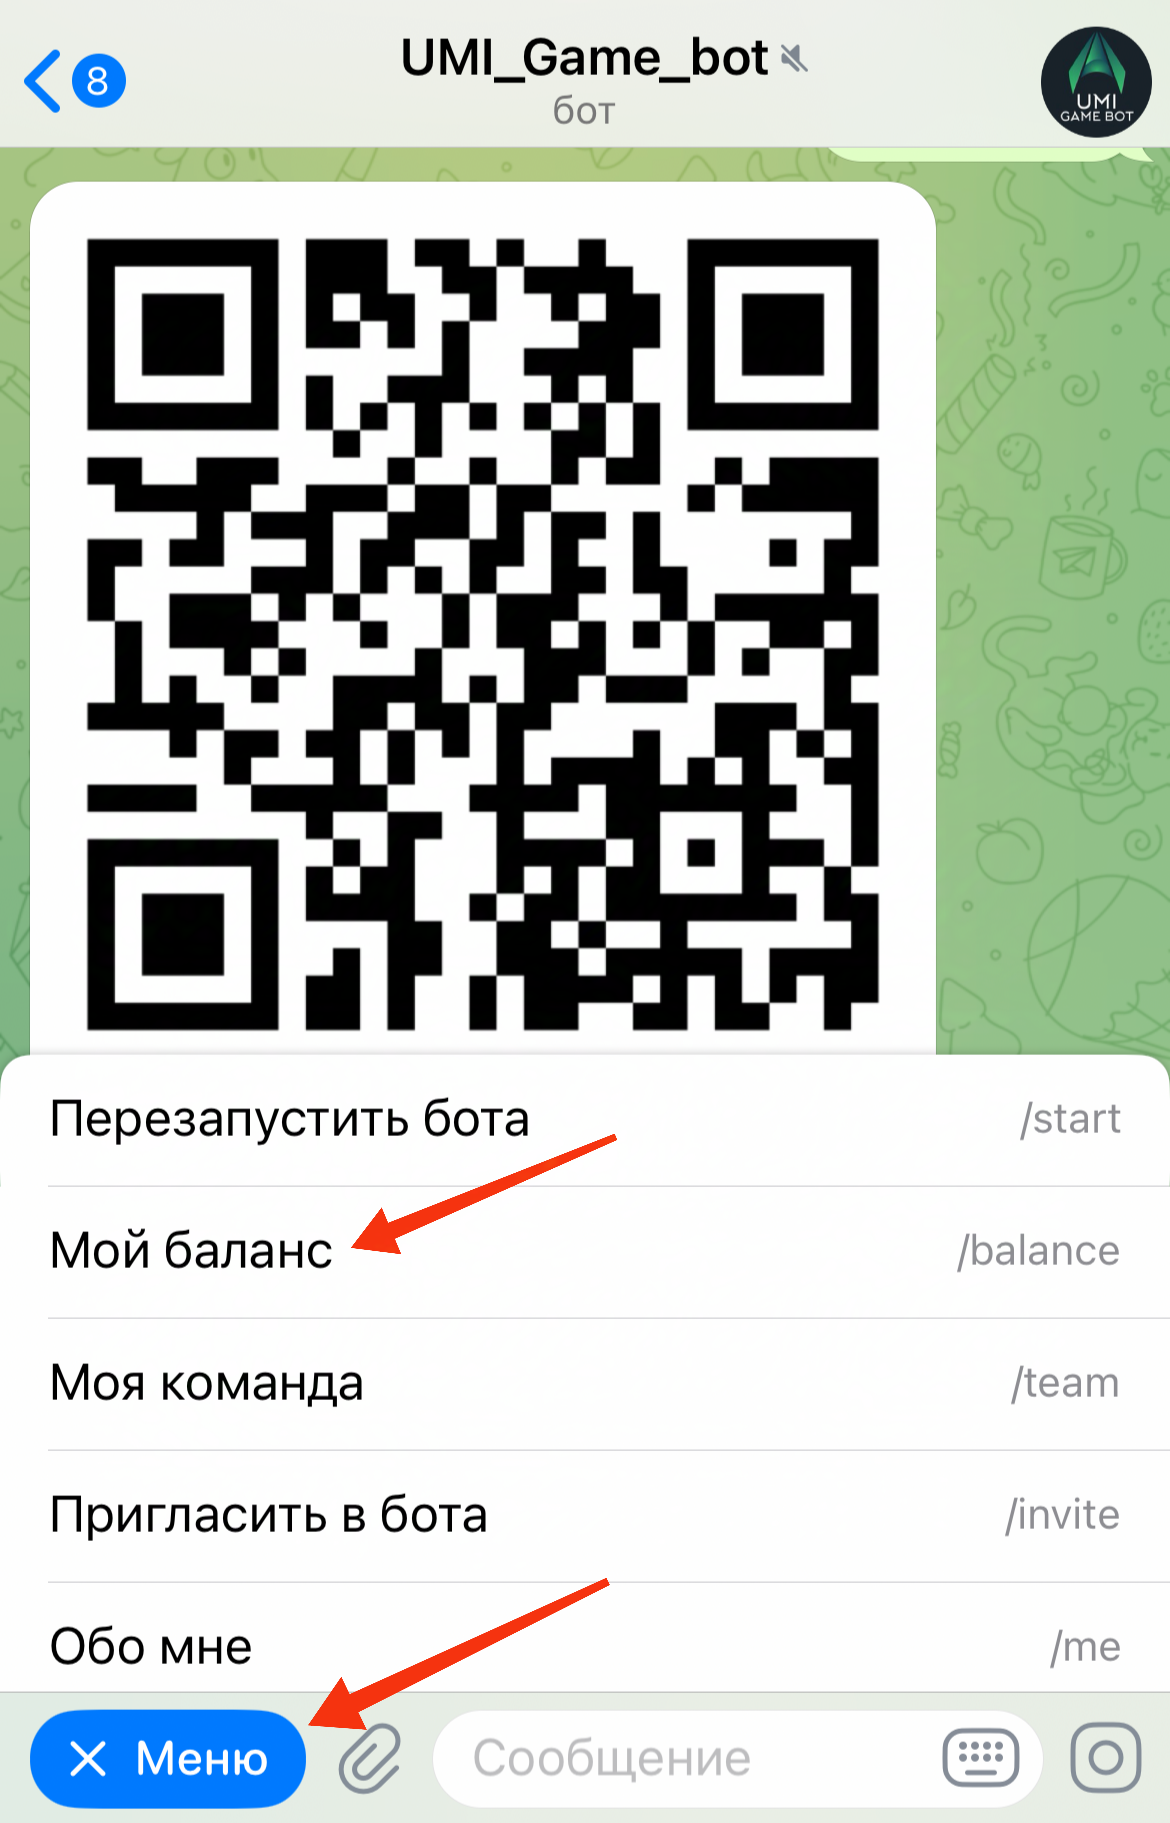 8
UMI_Game_bot
бот
UMI
GAME BOT
Перезапустить бота /start
Мой баланс /balance
Моя команда /team
Пригласить в бота /invite
Обо мне /me
Меню
Сообщение